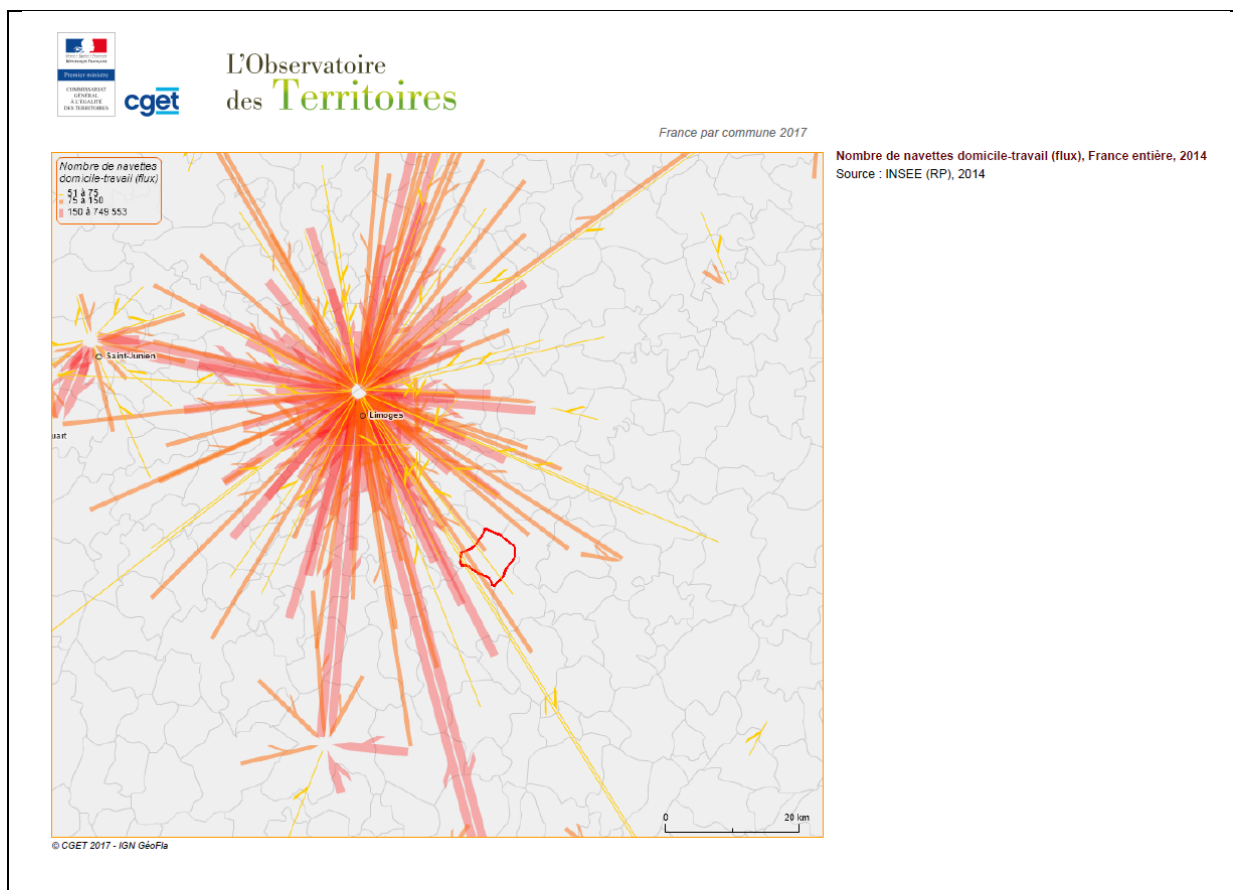 Premier ministre
COMMISSARIAT
GÉNÉRAL
À L'ÉGALITÉ
DES TERRITOIRES
cget
L'Observatoire
des Territoires
France par commune 2017
Nombre de navettes domicile-travail (flux), France entière, 2014
Source : INSEE (RP), 2014
Nombre de navettes
domicile-travail (flux)
51 à 75
75 à 150
150 à 749 553
Saint-Junien
Limoges
uart
0 20 km
© CGET 2017 - IGN GéoFla